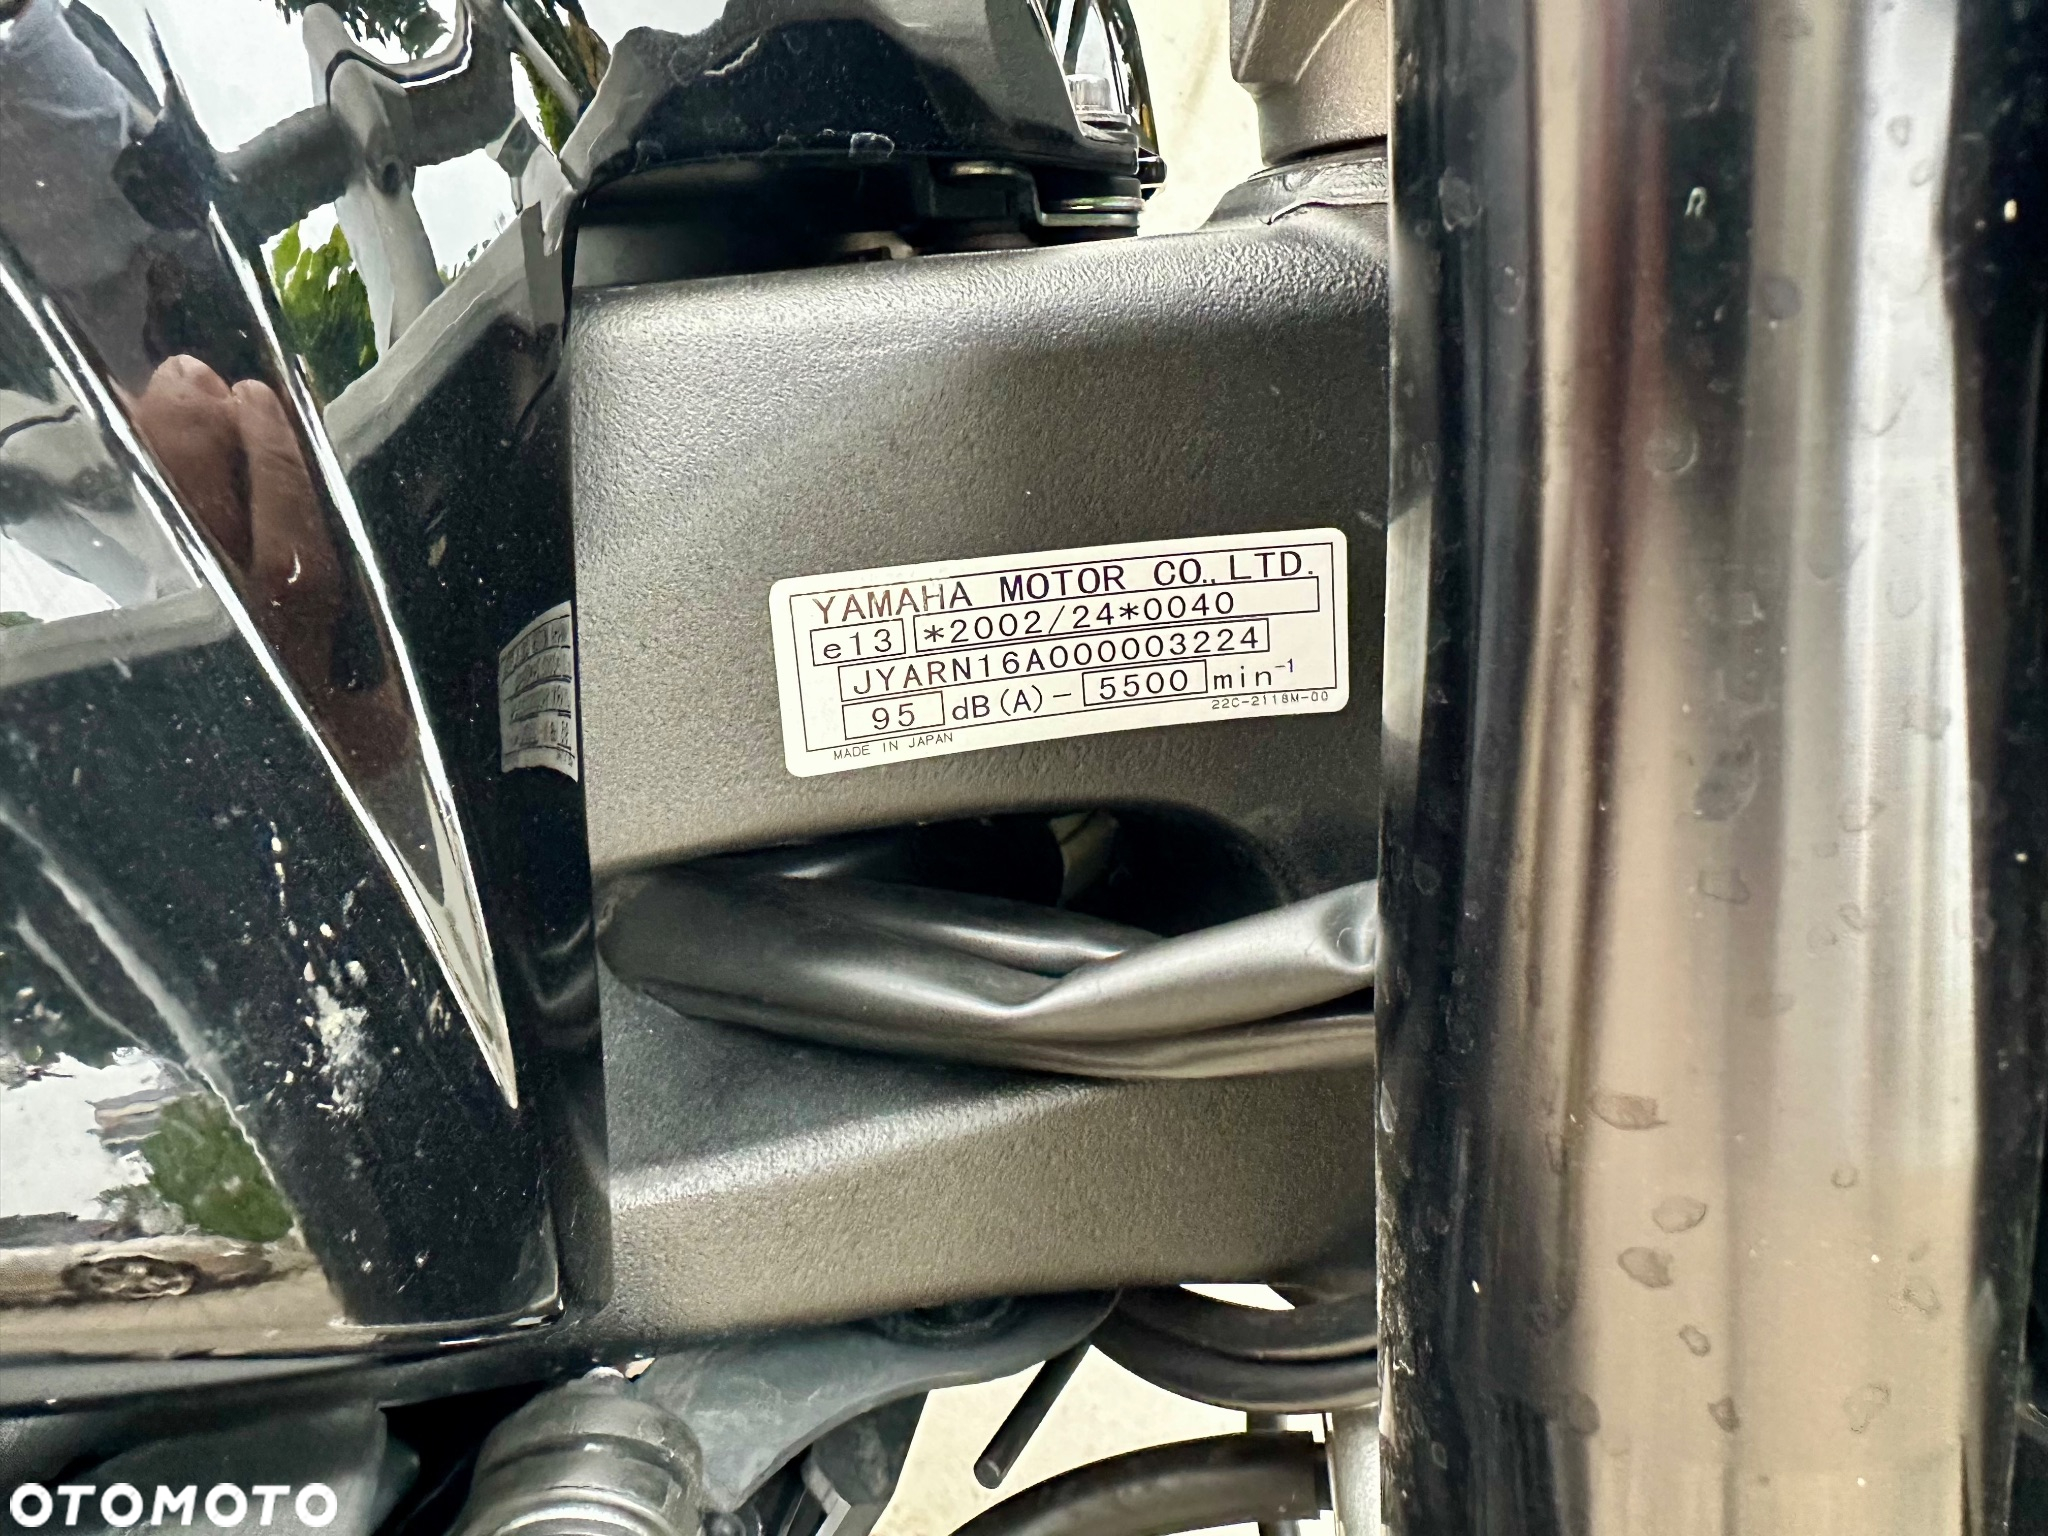 YAMAHA MOTOR CO., LTD.
e13 *2002/24*0040
JYARN16A000003224
95 dB(A)- 5500 min⁻¹
22C-2118M-00
MADE IN JAPAN
OTOMOTO